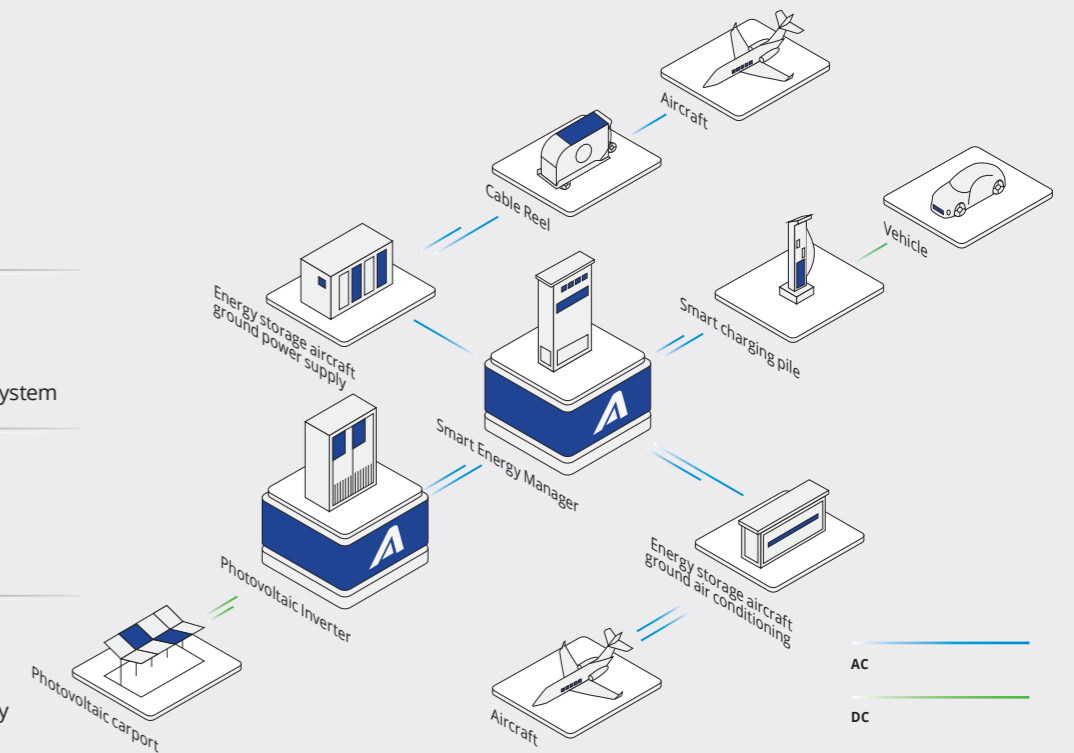 Aircraft
Cable Reel
Vehicle
Energy storage aircraft
ground power supply
Smart charging pile
ystem
Smart Energy Manager
Energy storage aircraft
ground air conditioning
Photovoltaic Inverter
Photovoltaic carport
Aircraft
y
AC
DC